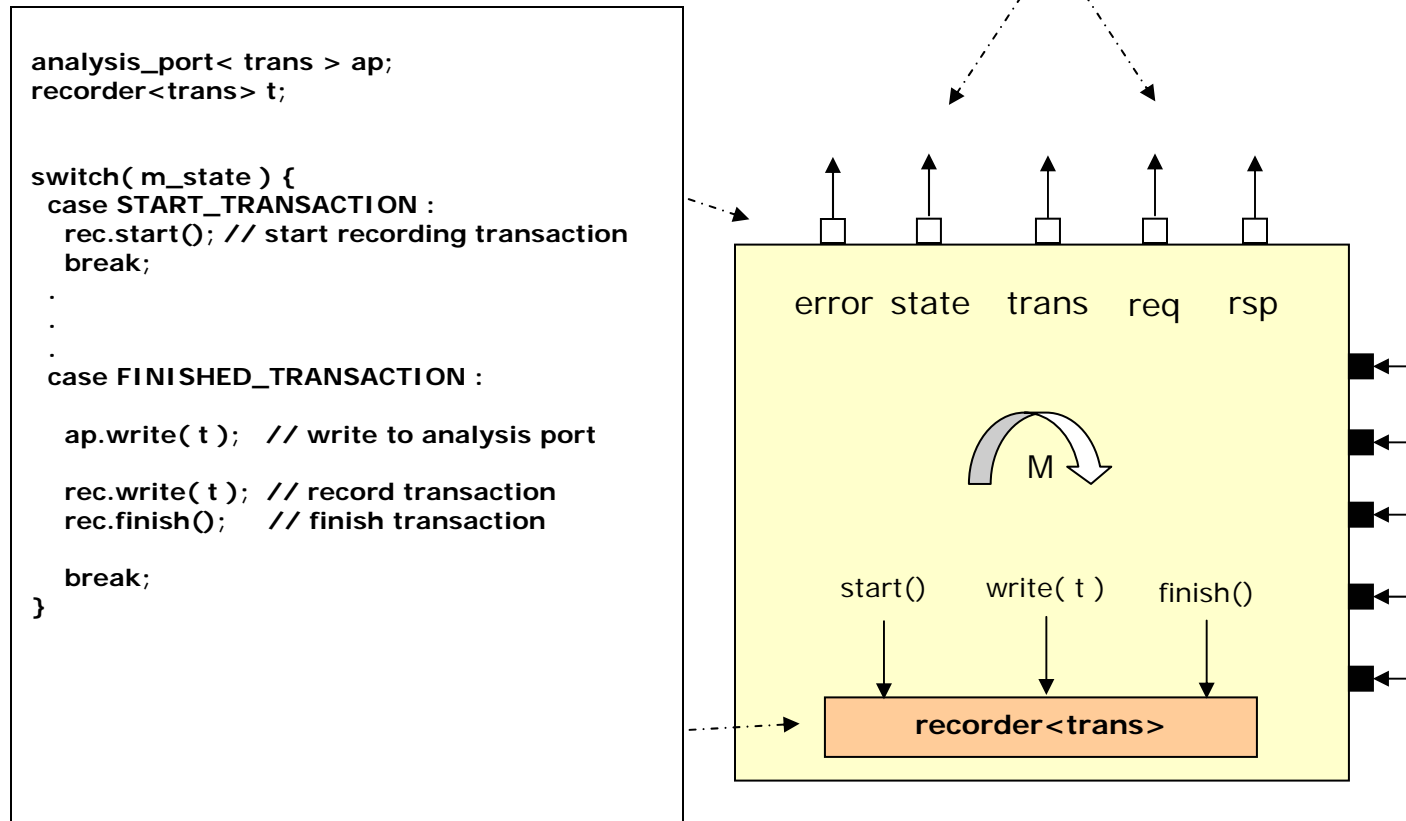 analysis_port< trans > ap;
recorder<trans> t;
switch( m_state ) {
case START_TRANSACTION :
rec.start(); // start recording transaction
break;
.
.
.
case FINISHED_TRANSACTION :
ap.write( t ); // write to analysis port
rec.write( t ); // record transaction
rec.finish(); // finish transaction
break;
}
error state trans req rsp
M
start() write( t ) finish()
recorder<trans>